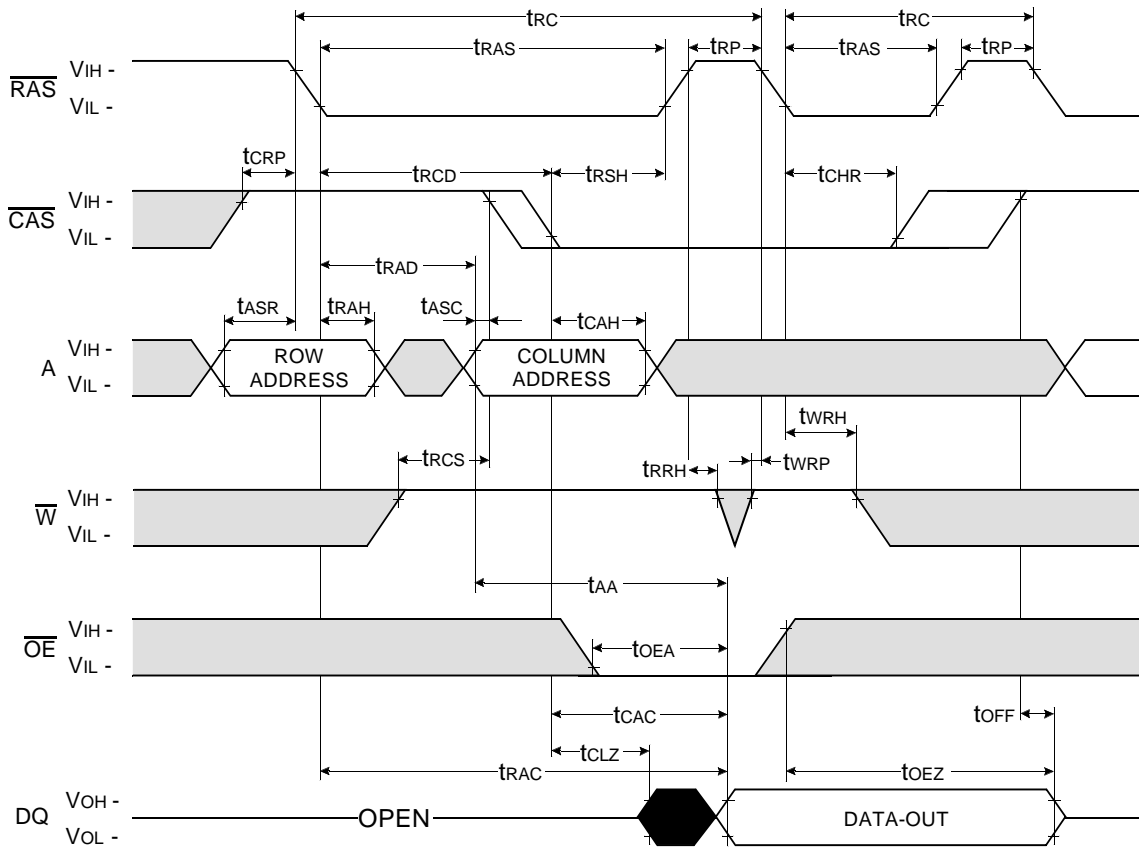 tRC tRC
tRAS tRP tRAS tRP
RAS VIH -
VIL -
tCRP tRCD tRSH tCHR
CAS VIH -
VIL -
tRAD
tASR tRAH tASC tCAH
A VIH -
VIL -
ROW ADDRESS
COLUMN ADDRESS
tWRH
tRCS tRRH tWRP
W VIH -
VIL -
tAA
OE VIH -
VIL -
tOEA
tCAC tOFF
tCLZ
tRAC tOEZ
DQ VOH -
VOL -
OPEN DATA-OUT